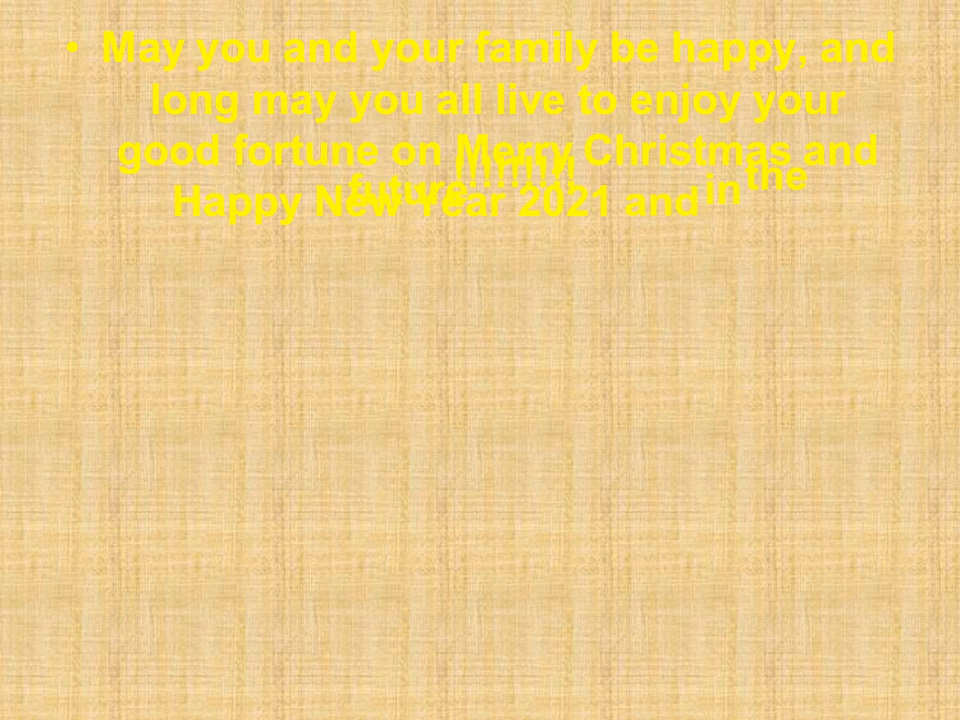 • May you and your family be happy, and
long may you all live to enjoy your
good fortune on Merry Christmas and
Happy New Year 2021 and in the
future!!!!!!!!!